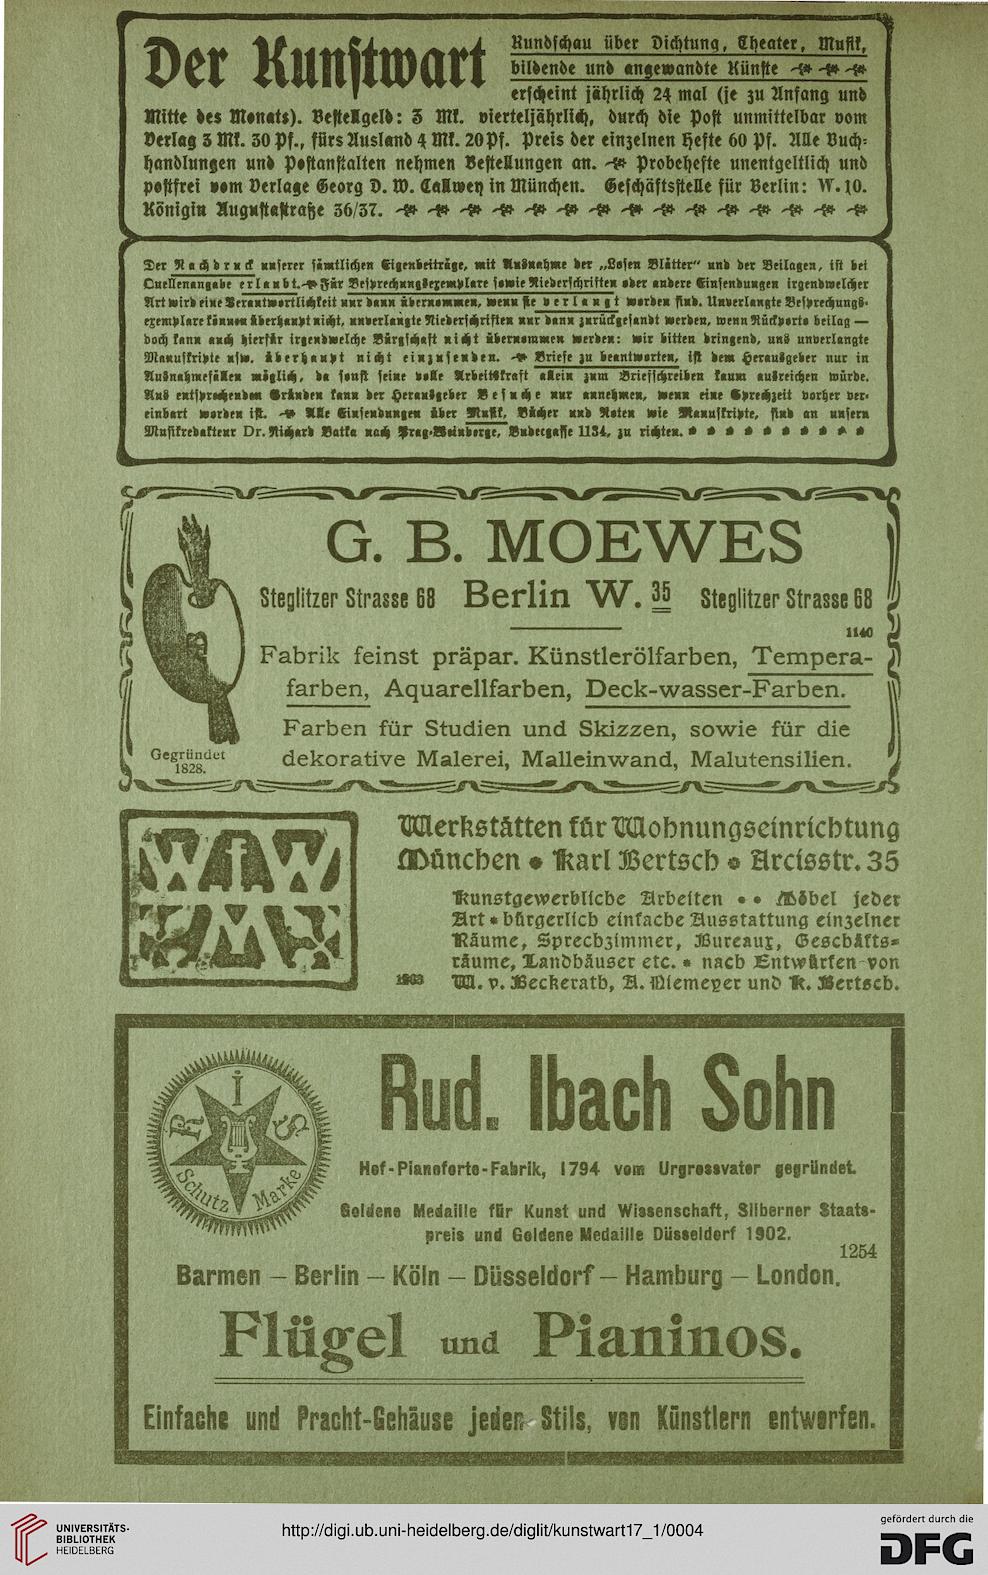 Der Kunstwart
Rundschau über Dichtung, Theater, Musik,
bildende und angewandte Künste
erscheint jährlich 24 mal (je zu Anfang und
Mitte des Monats). Bestellgeld: 3 Mk. vierteljährlich, durch die Post unmittelbar vom
Verlag 3 Mk. 30 Pf., fürs Ausland 4 Mk. 20 Pf. Preis der einzelnen Hefte 60 Pf. Alle Buch-
handlungen und Postanstalten nehmen Bestellungen an. Probehefte unentgeltlich und
postfrei vom Verlage Georg D. W. Callwey in München. Geschäftsstelle für Berlin: W. 10.
Königin Augustastraße 36/37.
Der Nachdruck unserer sämtlichen Eigenbeiträge, mit Ausnahme der „Losen Blätter" und der Beilagen, ist bei
Quellenangabe erlaubt. Für Besprechungsexemplare sowie Niederschriften oder andere Einsendungen irgendwelcher
Art wird eine Verantwortlichkeit nur dann übernommen, wenn sie verlangt worden sind. Unverlangte Besprechungs-
exemplare können überhaupt nicht, unverlangte Niederschriften nur dann zurückgesandt werden, wenn Rückporto beilag —
doch kann auch hierfür irgendwelche Bürgschaft nicht übernommen werden: wir bitten dringend, uns unverlangte
Manuskripte usw. überhaupt nicht einzusenden. Briefe zu beantworten, ist dem Herausgeber nur in
Ausnahmefällen möglich, da sonst seine volle Arbeitskraft allein zum Briefschreiben kaum ausreichen würde.
Aus entsprechenden Gründen kann der Herausgeber Besuche nur annehmen, wenn eine Sprechzeit vorher ver-
einbart worden ist. Alle Einsendungen über Musik, Bücher und Noten wie Manuskripte, sind an unsern
Musikredakteur Dr. Richard Batka nach Prag-Weinberge, Budecgasse 1134, zu richten.
G. B. MOEWES
Steglitzer Strasse 68 Berlin W. 35 Steglitzer Strasse 68
1140
Fabrik feinst präpar. Künstlerölfarben, Tempera-
farben, Aquarellfarben, Deck-wasser-Farben.
Farben für Studien und Skizzen, sowie für die
dekorative Malerei, Malleinwand, Malutensilien.
Gegründet
1828.
WfW
KBM
Werkstätten für Wohnungseinrichtung
München • Karl Bertsch • Arcisstr. 35
Kunstgewerbliche Arbeiten • • Möbel jeder
Art • bürgerlich einfache Ausstattung einzelner
Räume, Sprechzimmer, Bureaux, Geschäfts-
räume, Landhäuser etc. • nach Entwürfen von
1263 W. v. Beckerath, A. Niemeyer und K. Bertsch.
IRIS
Schutz Marke
Rud. Ibach Sohn
Hof-Pianoforte-Fabrik, 1794 vom Urgrossvater gegründet.
Goldene Medaille für Kunst und Wissenschaft, Silberner Staats-
preis und Goldene Medaille Düsseldorf 1902.
1254
Barmen — Berlin — Köln — Düsseldorf — Hamburg — London.
Flügel und Pianinos.
Einfache und Pracht-Gehäuse jeden Stils, von Künstlern entworfen.
UNIVERSITÄTS-
BIBLIOTHEK
HEIDELBERG
http://digi.ub.uni-heidelberg.de/diglit/kunstwart17_1/0004
gefördert durch die
DFG